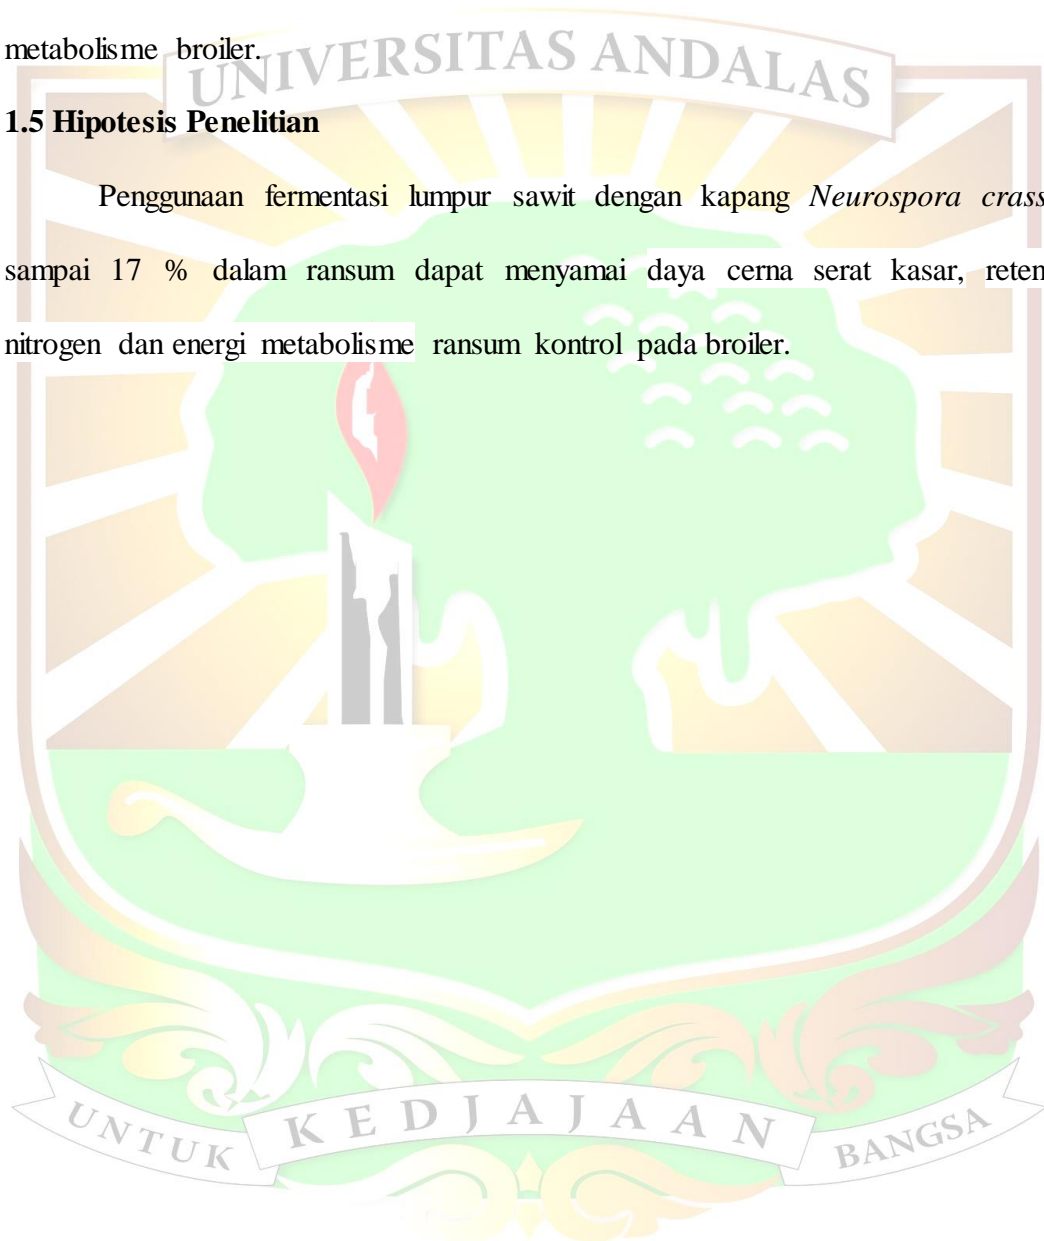 metabolisme broiler.
UNIVERSITAS ANDALAS
1.5 Hipotesis Penelitian
Penggunaan fermentasi lumpur sawit dengan kapang Neurospora crass
sampai 17 % dalam ransum dapat menyamai daya cerna serat kasar, reten
nitrogen dan energi metabolisme ransum kontrol pada broiler.
UNTUK KEDJAJAAN BANGSA